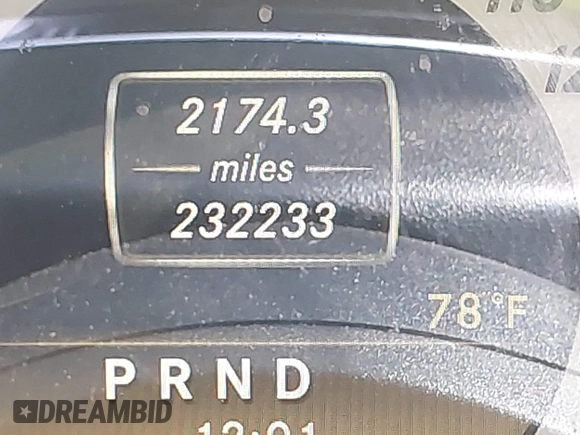 2174.3
miles
232233
78°F
PRND
DREAMBID